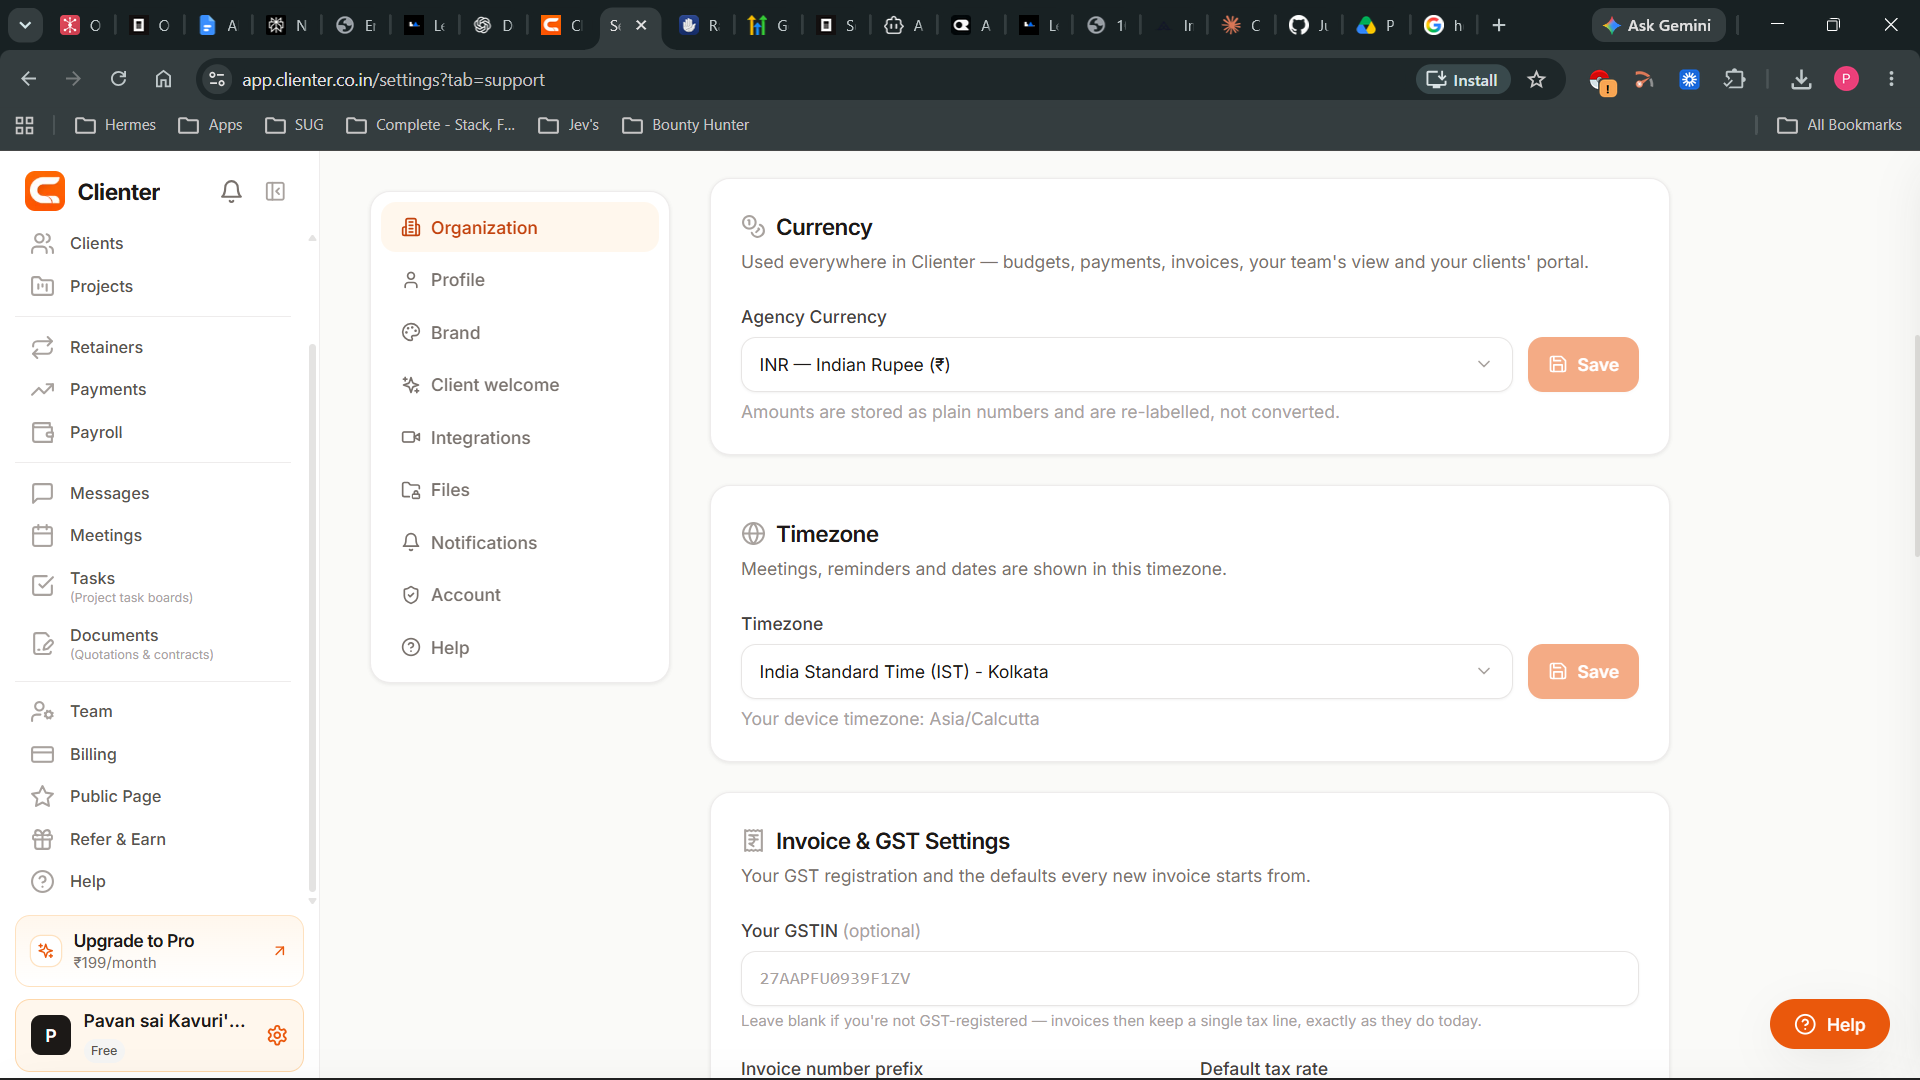 O
O
A
N
Er
Le
D
Cl
Se
R
G
S
A
A
Le
1
In
C
Ju
P
h
Ask Gemini
app.clienter.co.in/settings?tab=support
Install
P
Hermes
Apps
SUG
Complete - Stack, F...
Jev's
Bounty Hunter
All Bookmarks
Clienter
Clients
Projects
Retainers
Payments
Payroll
Messages
Meetings
Tasks
(Project task boards)
Documents
(Quotations & contracts)
Team
Billing
Public Page
Refer & Earn
Help
Upgrade to Pro
₹199/month
P
Pavan sai Kavuri'...
Free
Organization
Profile
Brand
Client welcome
Integrations
Files
Notifications
Account
Help
Currency
Used everywhere in Clienter — budgets, payments, invoices, your team's view and your clients' portal.
Agency Currency
INR — Indian Rupee (₹)
Save
Amounts are stored as plain numbers and are re-labelled, not converted.
Timezone
Meetings, reminders and dates are shown in this timezone.
Timezone
India Standard Time (IST) - Kolkata
Save
Your device timezone: Asia/Calcutta
Invoice & GST Settings
Your GST registration and the defaults every new invoice starts from.
Your GSTIN (optional)
27AAPFU0939F1ZV
Leave blank if you're not GST-registered — invoices then keep a single tax line, exactly as they do today.
Invoice number prefix
Default tax rate
Help